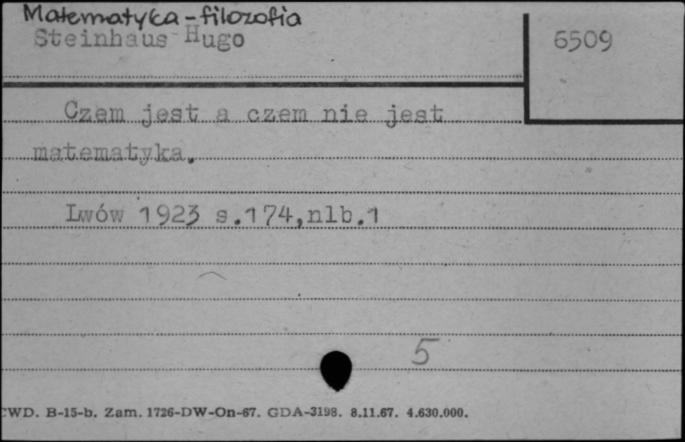 Matematyka - filozofia
Steinhaus Hugo
6509
Czem jest a czem nie jest
matematyka.
Lwów 1923 s.174,nlb.1
5
CWD. B-15-b. Zam. 1726-DW-On-67. GDA-3198. 8.11.67. 4.630.000.